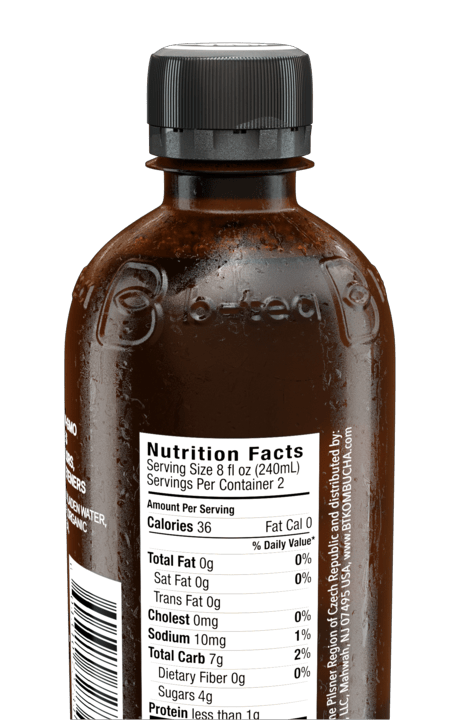 b-tea
Nutrition Facts
Serving Size 8 fl oz (240mL)
Servings Per Container 2
Amount Per Serving
Calories 36 Fat Cal 0
% Daily Value*
Total Fat 0g 0%
Sat Fat 0g 0%
Trans Fat 0g
Cholest 0mg 0%
Sodium 10mg 1%
Total Carb 7g 2%
Dietary Fiber 0g 0%
Sugars 4g
Protein less than 1g
WATER,
Pilsner Region of Czech Republic and distributed by:
LLC, Mahwah, NJ 07495 USA, www.BTKOMBUCHA.com